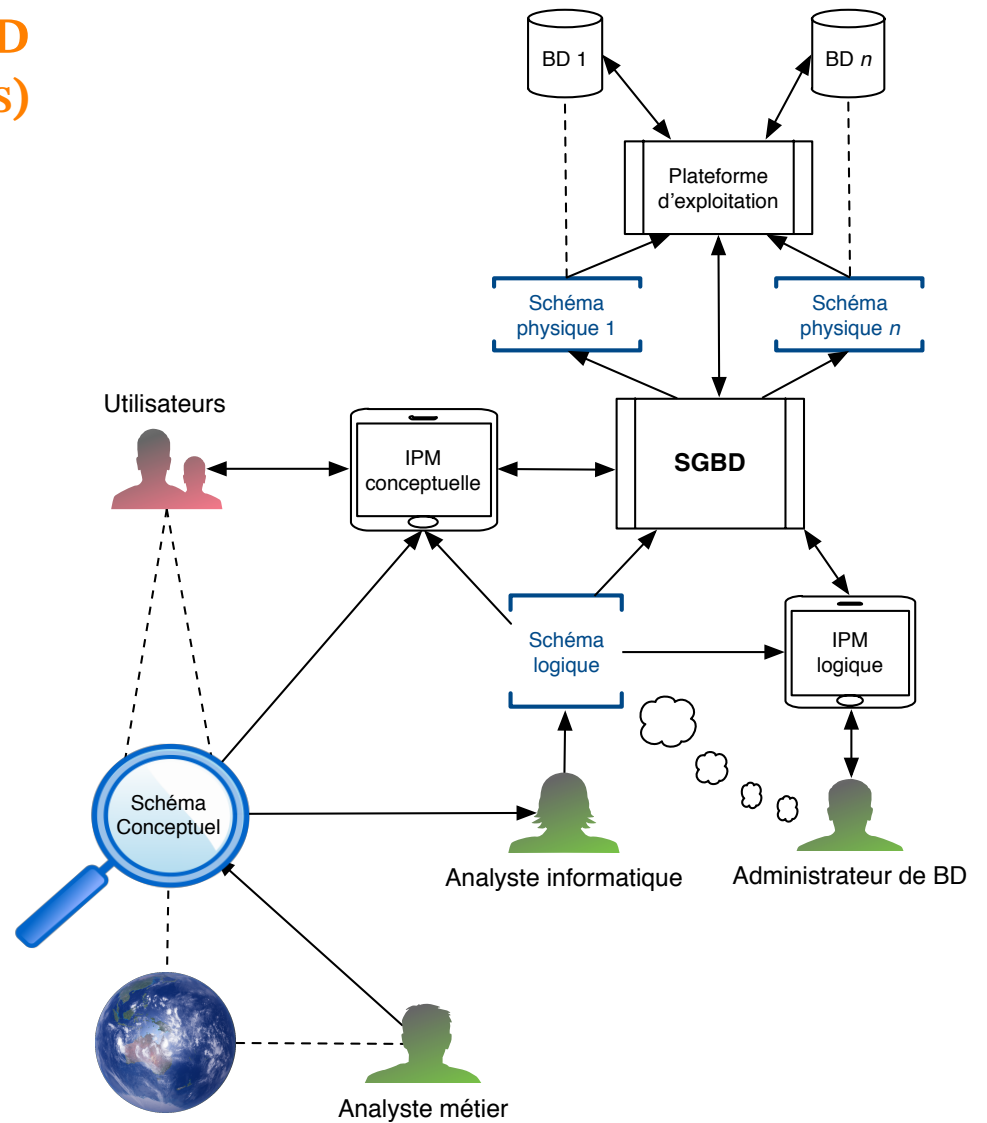 D
s)
BD 1
BD n
Plateforme
d'exploitation
Schéma
physique 1
Schéma
physique n
Utilisateurs
IPM
conceptuelle
SGBD
Schéma
logique
IPM
logique
Schéma
Conceptuel
Analyste informatique
Administrateur de BD
Analyste métier